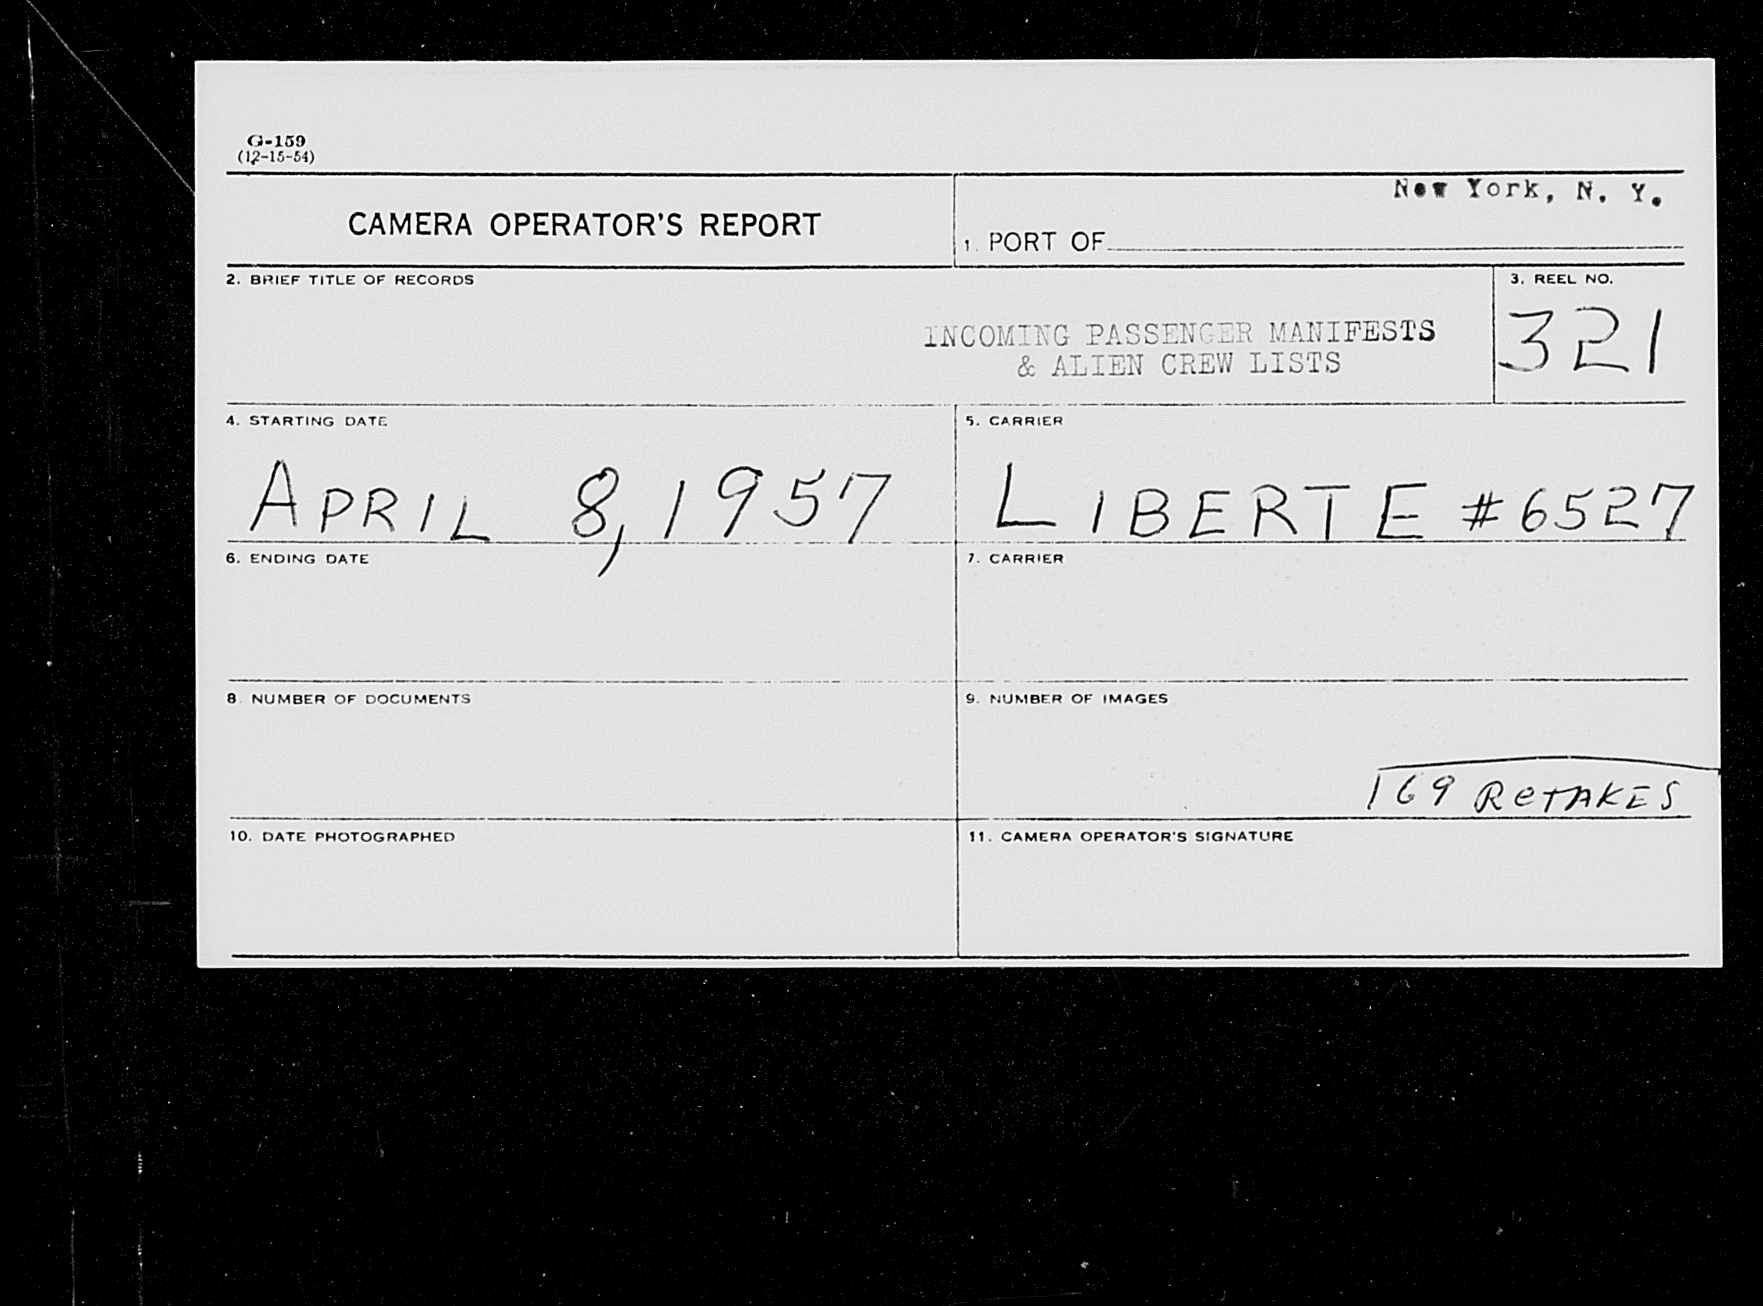 G-159
(12-15-54)
CAMERA OPERATOR'S REPORT
New York, N. Y.
1. PORT OF
2. BRIEF TITLE OF RECORDS
INCOMING PASSENGER MANIFESTS
& ALIEN CREW LISTS
3. REEL NO.
321
4. STARTING DATE
APRIL 8, 1957
5. CARRIER
LIBERTE #6527
6. ENDING DATE
7. CARRIER
8. NUMBER OF DOCUMENTS
9. NUMBER OF IMAGES
169 RETAKES
10. DATE PHOTOGRAPHED
11. CAMERA OPERATOR'S SIGNATURE